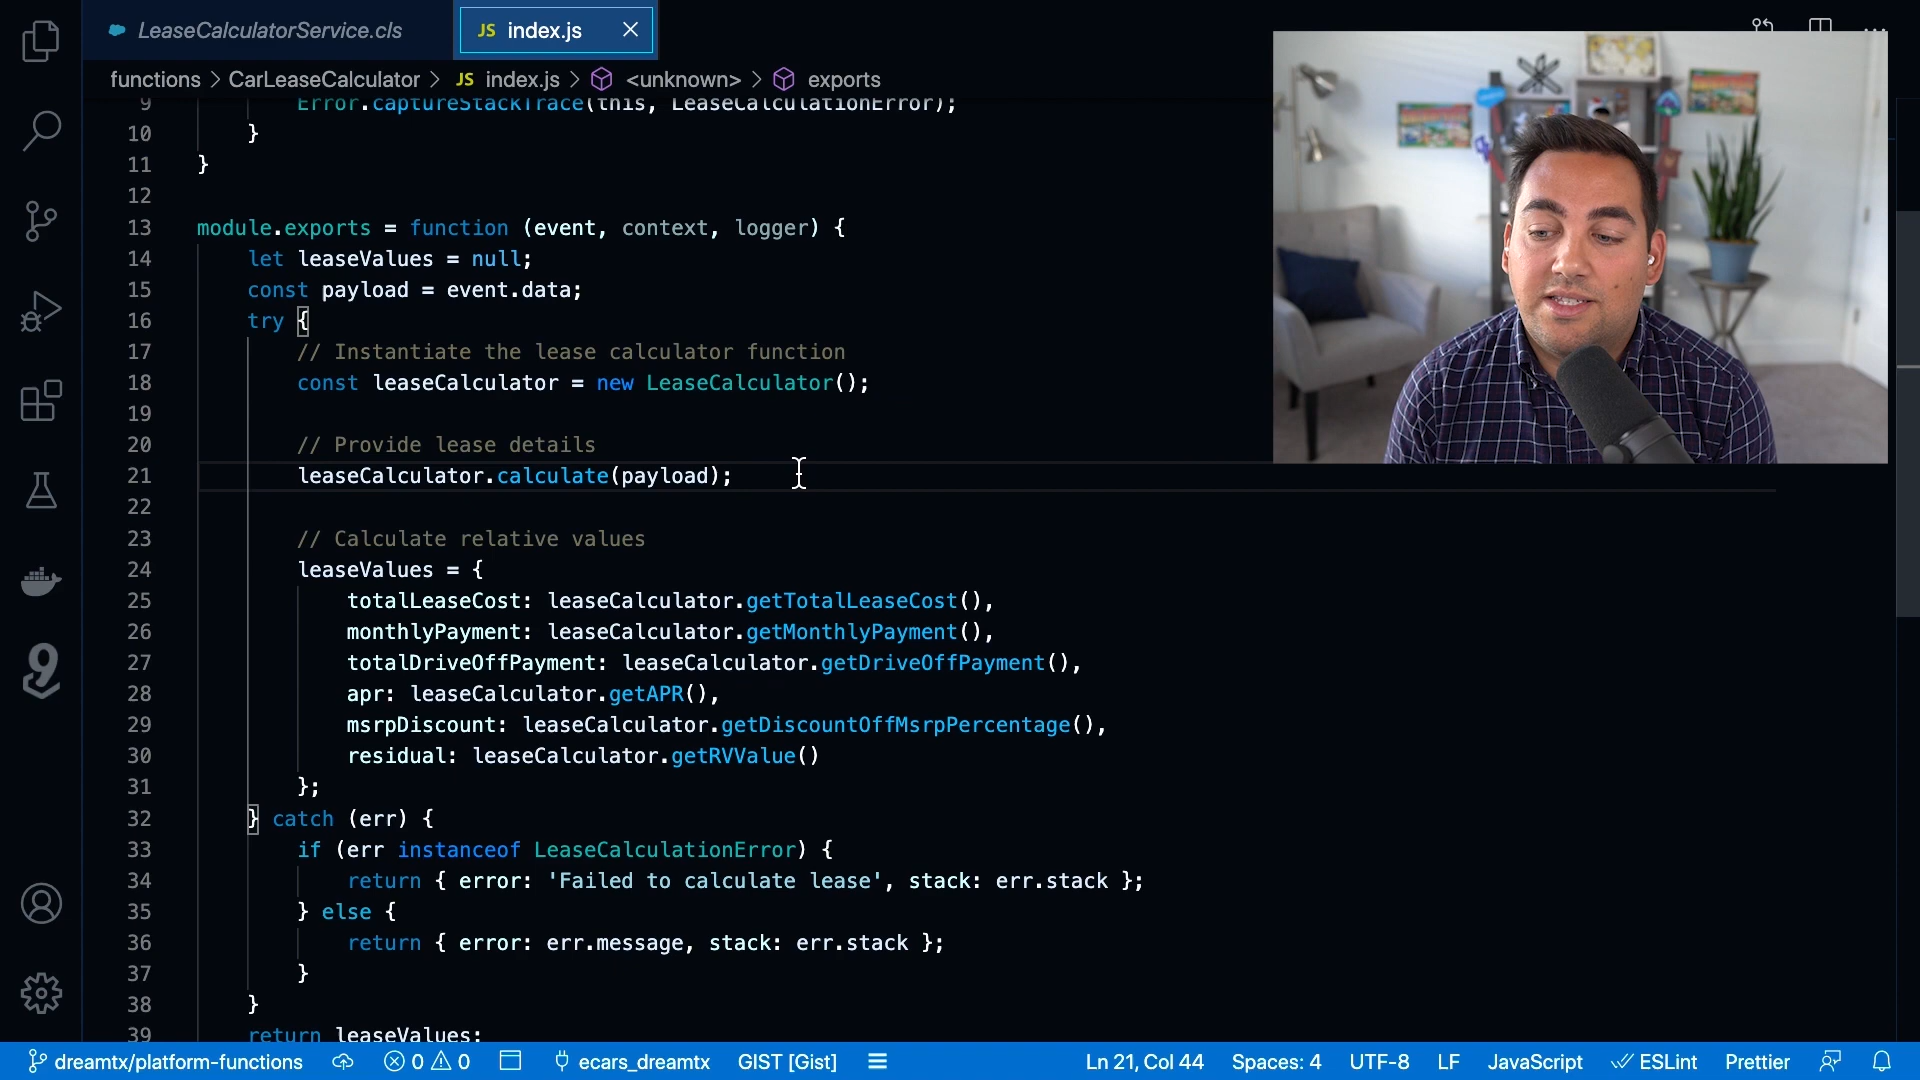 LeaseCalculatorService.cls
JS index.js
functions > CarLeaseCalculator > JS index.js > <unknown> > exports
9 Error.captureStackTrace(this, LeaseCalculationError);
10 }
11 }
12
13 module.exports = function (event, context, logger) {
14 let leaseValues = null;
15 const payload = event.data;
16 try {
17 // Instantiate the lease calculator function
18 const leaseCalculator = new LeaseCalculator();
19
20 // Provide lease details
21 leaseCalculator.calculate(payload);
22
23 // Calculate relative values
24 leaseValues = {
25 totalLeaseCost: leaseCalculator.getTotalLeaseCost(),
26 monthlyPayment: leaseCalculator.getMonthlyPayment(),
27 totalDriveOffPayment: leaseCalculator.getDriveOffPayment(),
28 apr: leaseCalculator.getAPR(),
29 msrpDiscount: leaseCalculator.getDiscountOffMsrpPercentage(),
30 residual: leaseCalculator.getRVValue()
31 };
32 } catch (err) {
33 if (err instanceof LeaseCalculationError) {
34 return { error: 'Failed to calculate lease', stack: err.stack };
35 } else {
36 return { error: err.message, stack: err.stack };
37 }
38 }
39 return leaseValues;
dreamtx/platform-functions 0 0 ecars_dreamtx GIST [Gist] Ln 21, Col 44 Spaces: 4 UTF-8 LF JavaScript ESLint Prettier